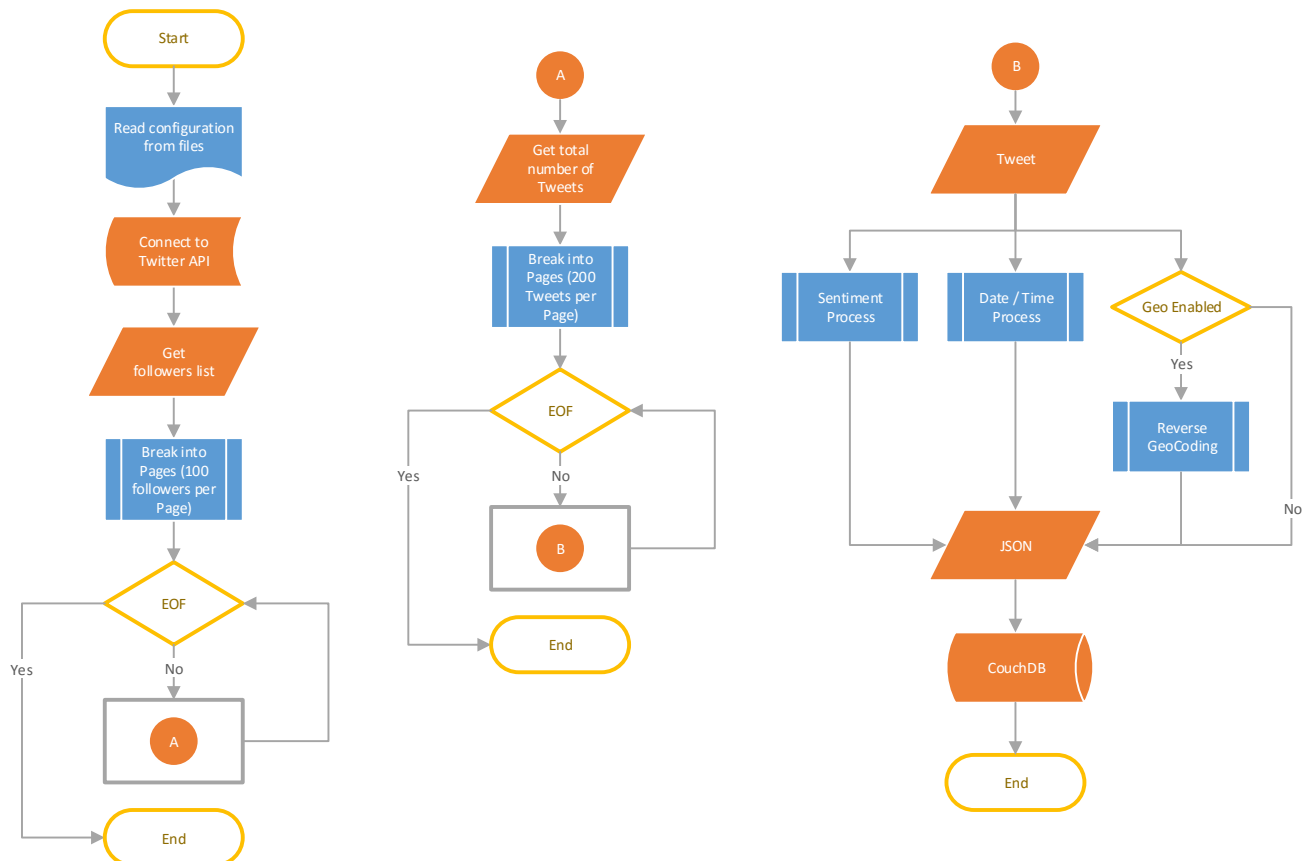 Start
Read configuration
from files
Connect to
Twitter API
Get
followers list
Break into
Pages (100
followers per
Page)
EOF
Yes
No
A
End
A
Get total
number of
Tweets
Break into
Pages (200
Tweets per
Page)
EOF
Yes
No
B
End
B
Tweet
Sentiment
Process
Date / Time
Process
Geo Enabled
Yes
Reverse
GeoCoding
No
JSON
CouchDB
End